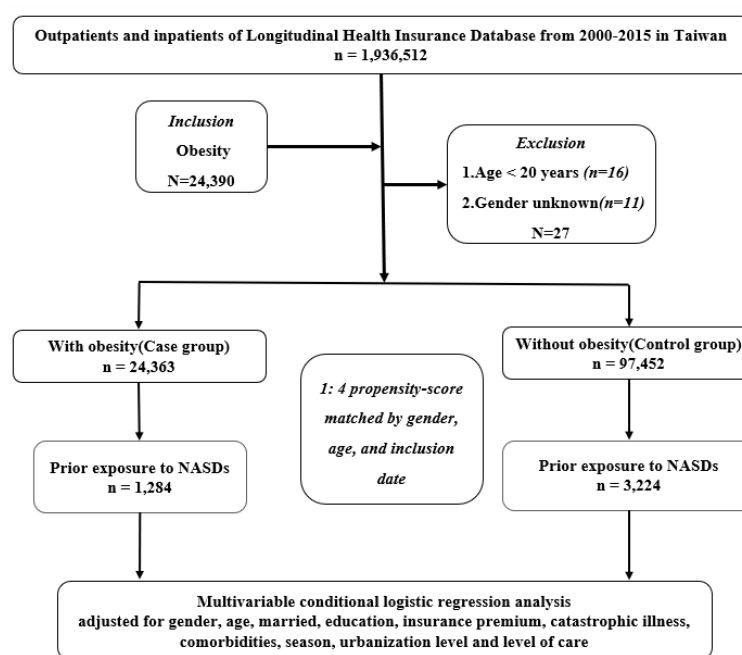 Outpatients and inpatients of Longitudinal Health Insurance Database from 2000-2015 in Taiwan
n = 1,936,512
Inclusion
Obesity
N=24,390
Exclusion
1.Age < 20 years (n=16)
2.Gender unknown(n=11)
N=27
With obesity(Case group)
n = 24,363
Without obesity(Control group)
n = 97,452
1: 4 propensity-score
matched by gender,
age, and inclusion
date
Prior exposure to NASDs
n = 1,284
Prior exposure to NASDs
n = 3,224
Multivariable conditional logistic regression analysis
adjusted for gender, age, married, education, insurance premium, catastrophic illness,
comorbidities, season, urbanization level and level of care